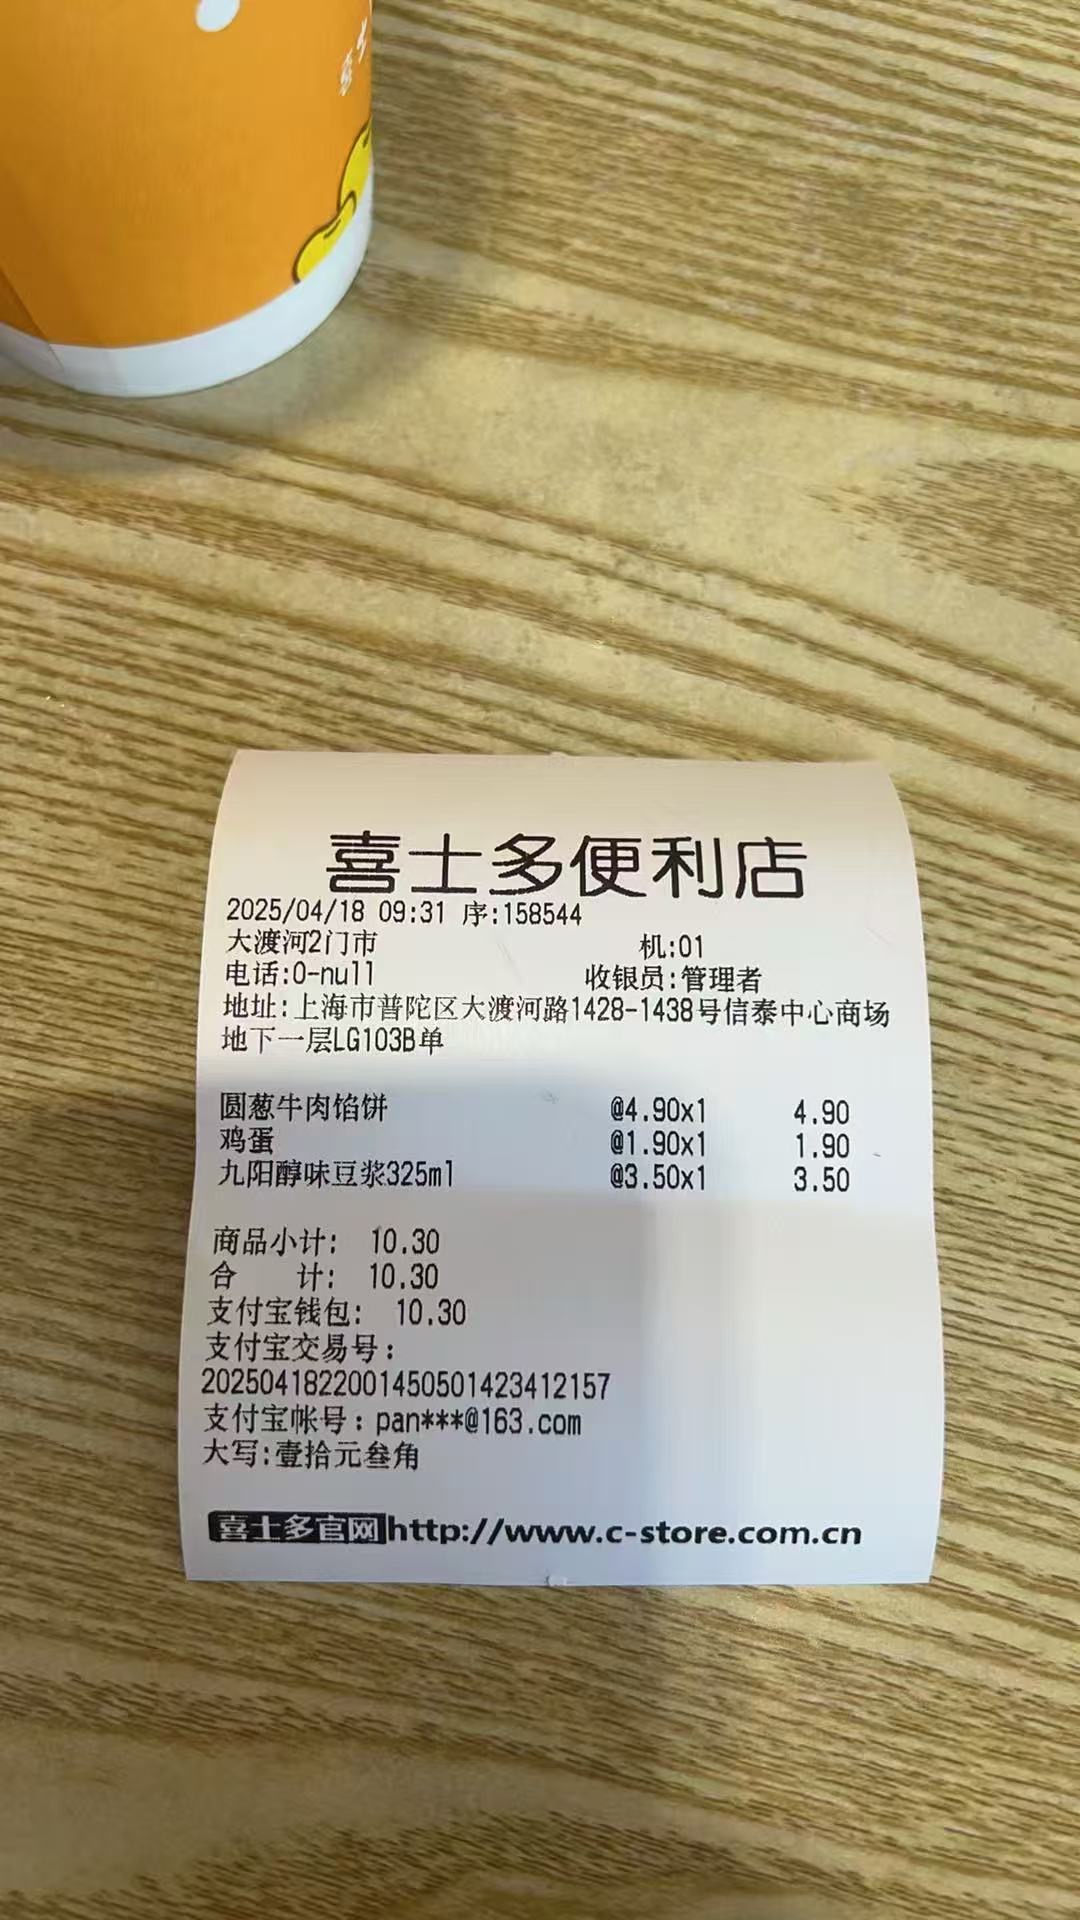 喜士多便利店
2025/04/18 09:31 序:158544
大渡河2门市 机:01
电话:0-null 收银员:管理者
地址:上海市普陀区大渡河路1428-1438号信泰中心商场
地下一层LG103B单
圆葱牛肉馅饼 @4.90x1 4.90
鸡蛋 @1.90x1 1.90
九阳醇味豆浆325ml @3.50x1 3.50
商品小计: 10.30
合 计: 10.30
支付宝钱包: 10.30
支付宝交易号:
2025041822001450501423412157
支付宝帐号:pan***@163.com
大写:壹拾元叁角
喜士多官网http://www.c-store.com.cn